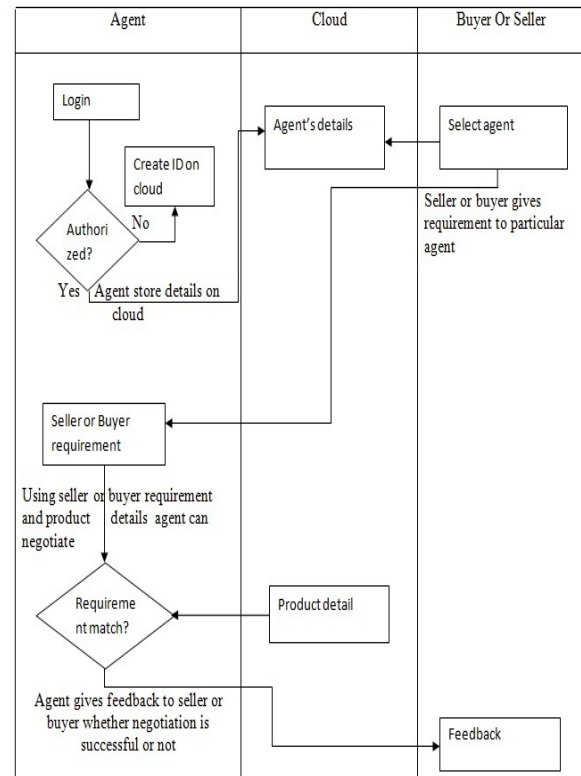 Agent
Cloud
Buyer Or Seller
Login
Agent's details
Select agent
Create ID on
cloud
Seller or buyer gives
requirement to particular
agent
No
Authori
zed?
Yes
Agent store details on
cloud
Seller or Buyer
requirement
Using seller or buyer requirement
and product details agent can
negotiate
Requireme
nt match?
Product detail
Agent gives feedback to seller or
buyer whether negotiation is
successful or not
Feedback